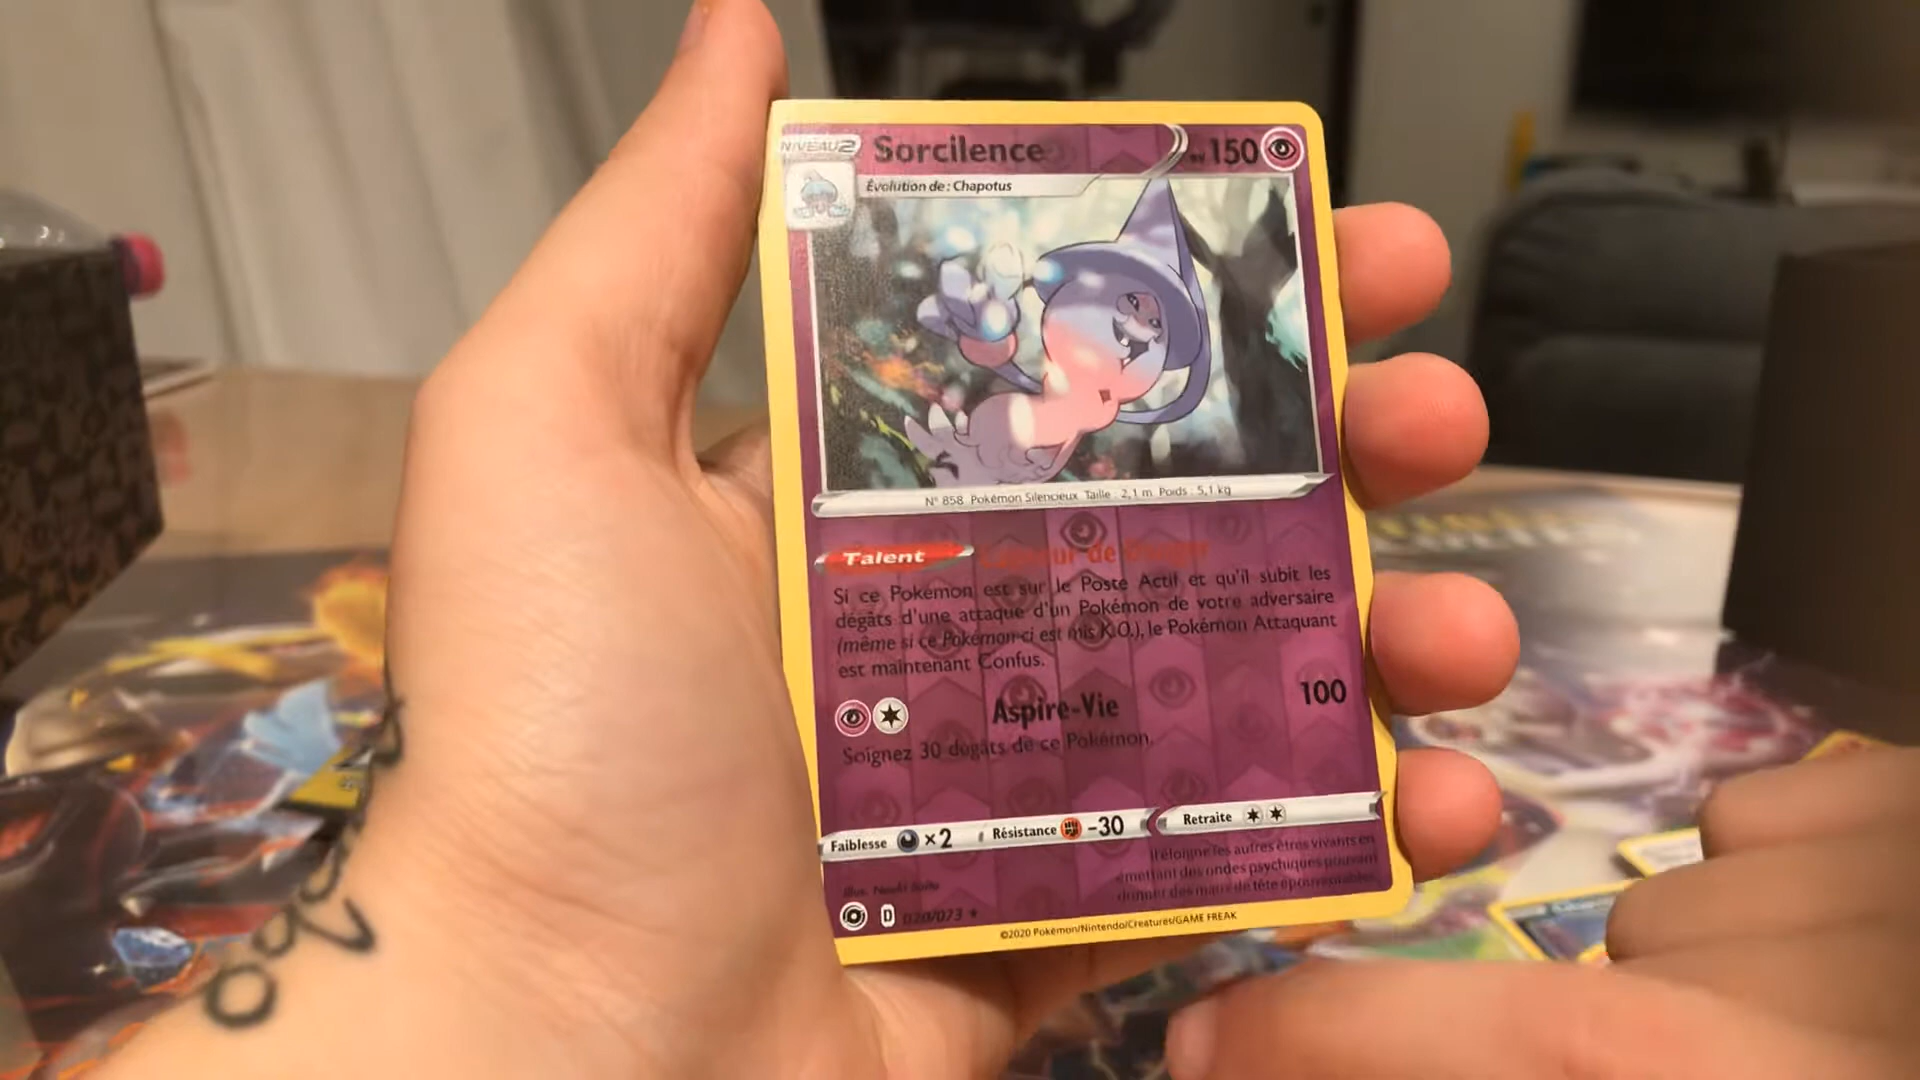 NIVEAU 2 Sorcilence PV 150
Évolution de : Chapotus
N° 858 Pokémon Silencieux Taille : 2,1 m Poids : 5,1 kg
Talent de
Si ce Pokémon est sur le Poste Actif et qu'il subit les
dégâts d'une attaque d'un Pokémon de votre adversaire
(même si ce Pokémon-ci est mis K.O.), le Pokémon Attaquant
est maintenant Confus.
Aspire-Vie 100
Soignez 30 dégâts de ce Pokémon.
Faiblesse ×2 Résistance -30 Retraite
Il éloigne les autres êtres vivants en
émettant des ondes psychiques pouvant
donner des maux de tête épouvantables.
Illus. Naoki Saito
D 020/073
©2020 Pokémon/Nintendo/Creatures/GAME FREAK